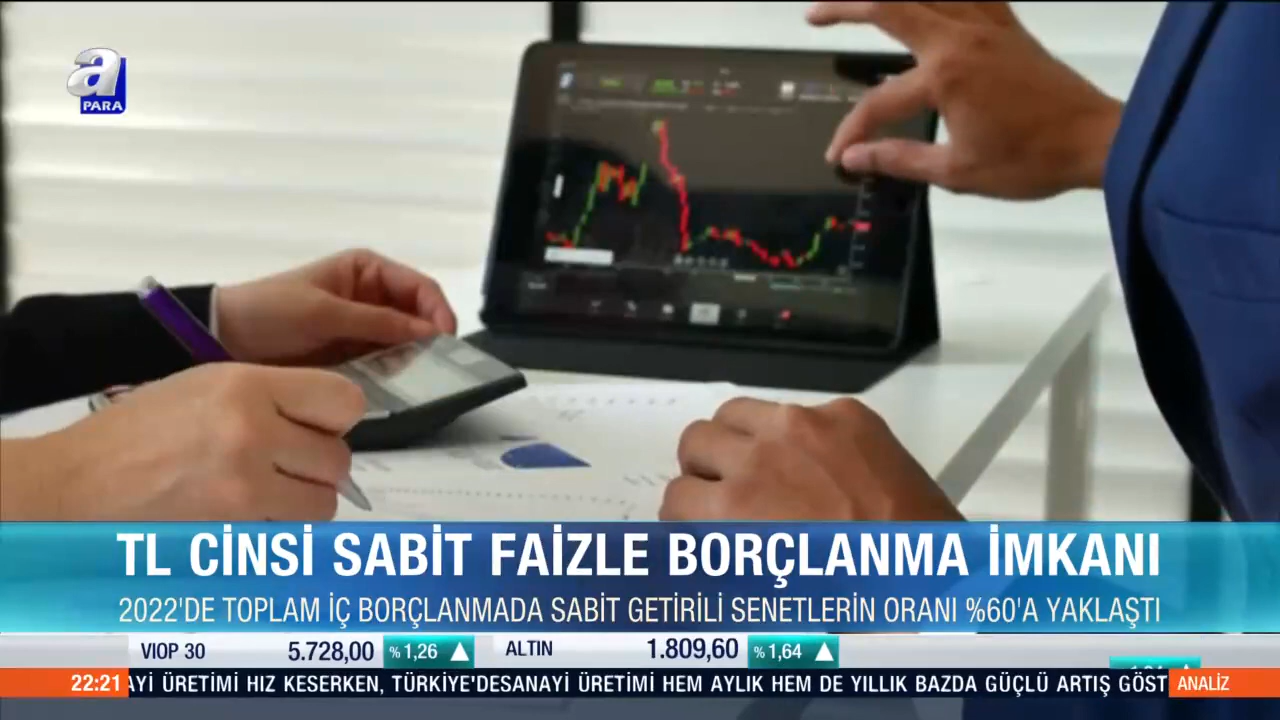 a
PARA
TL CİNSİ SABİT FAİZLE BORÇLANMA İMKANI
2022'DE TOPLAM İÇ BORÇLANMADA SABİT GETİRİLİ SENETLERİN ORANI %60'A YAKLAŞTI
VIOP 30 5.728,00 %1,26 ALTIN 1.809,60 %1,64
22:21 AYİ ÜRETİMİ HIZ KESERKEN, TÜRKİYE'DESANAYİ ÜRETİMİ HEM AYLIK HEM DE YILLIK BAZDA GÜÇLÜ ARTIŞ GÖST ANALİZ